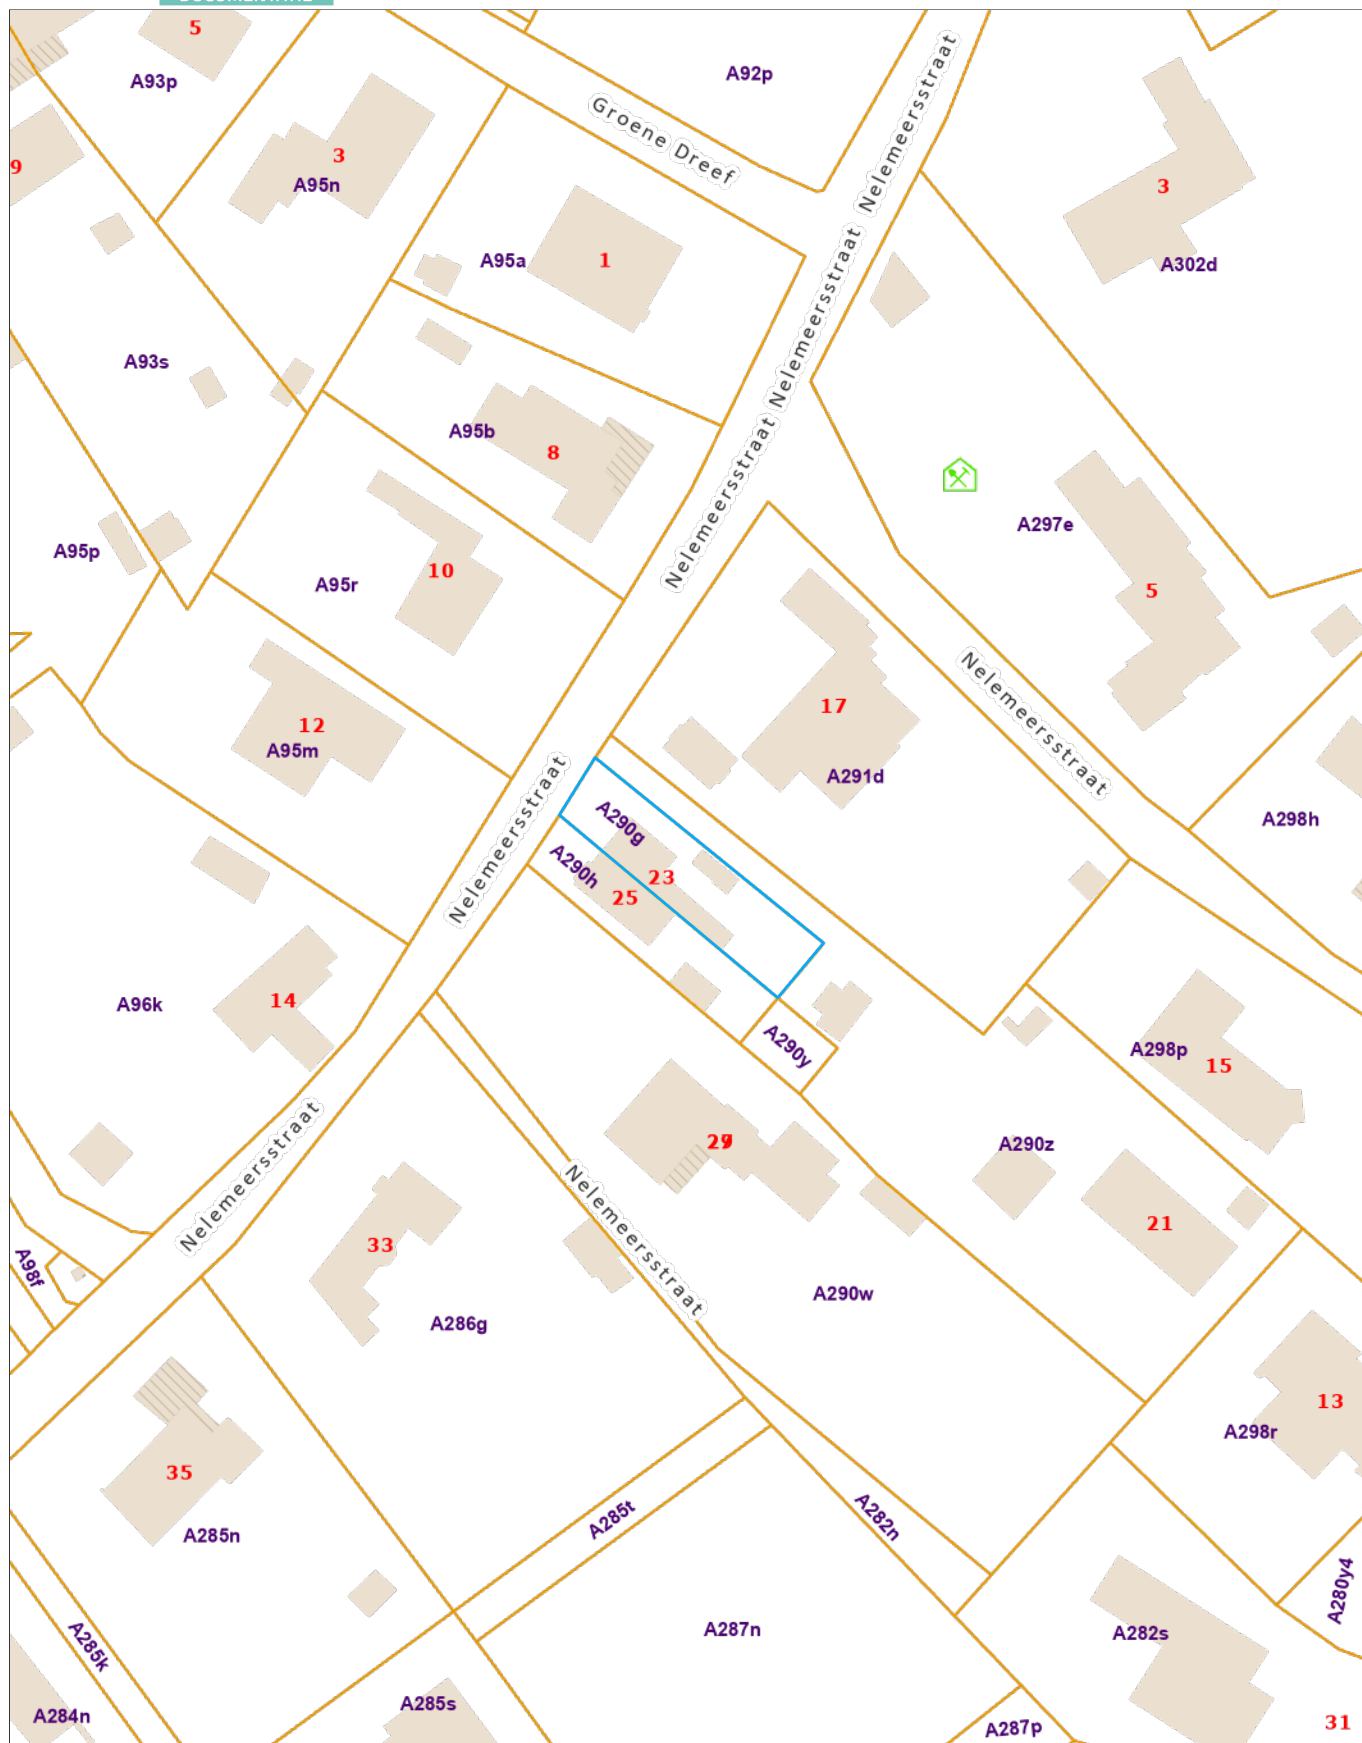 5
A93p
A92p
Nelemeersstraat
Groene Dreef
3
A95n
9
3
A302d
A95a
1
Nelemeersstraat
A93s
A95b
8
Nelemeersstraat
A297e
5
A95p
A95r
10
Nelemeersstraat
17
A291d
12
A95m
A298h
Nelemeersstraat
A290g
A290h
23
25
A96k
14
A290y
A298p
15
29
A290z
Nelemeersstraat
Nelemeersstraat
21
33
A98f
A290w
A286g
13
A298r
35
A285n
A285t
A282n
A280y4
A287n
A282s
A285k
A285s
A284n
A287p
31